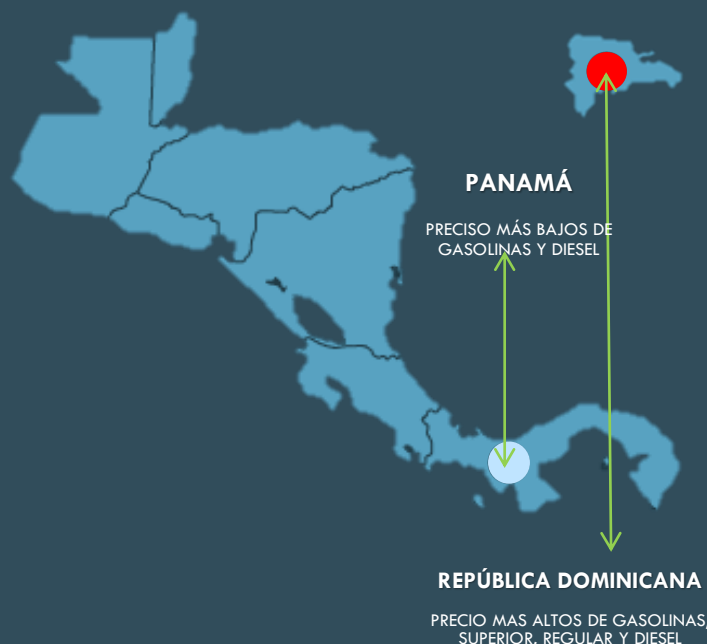 PANAMÁ
PRECISO MÁS BAJOS DE
GASOLINAS Y DIESEL
REPÚBLICA DOMINICANA
PRECIO MAS ALTOS DE GASOLINAS,
SUPERIOR, REGULAR Y DIESEL